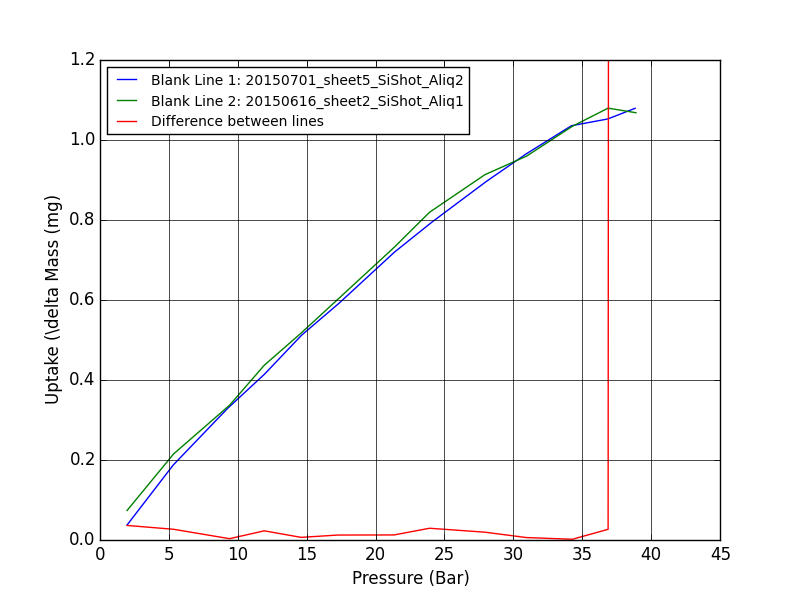 Blank Line 1: 20150701_sheet5_SiShot_Aliq2
Blank Line 2: 20150616_sheet2_SiShot_Aliq1
Difference between lines
1.2
1.0
0.8
0.6
0.4
0.2
0.0
Uptake (\delta Mass (mg)
0 5 10 15 20 25 30 35 40 45
Pressure (Bar)